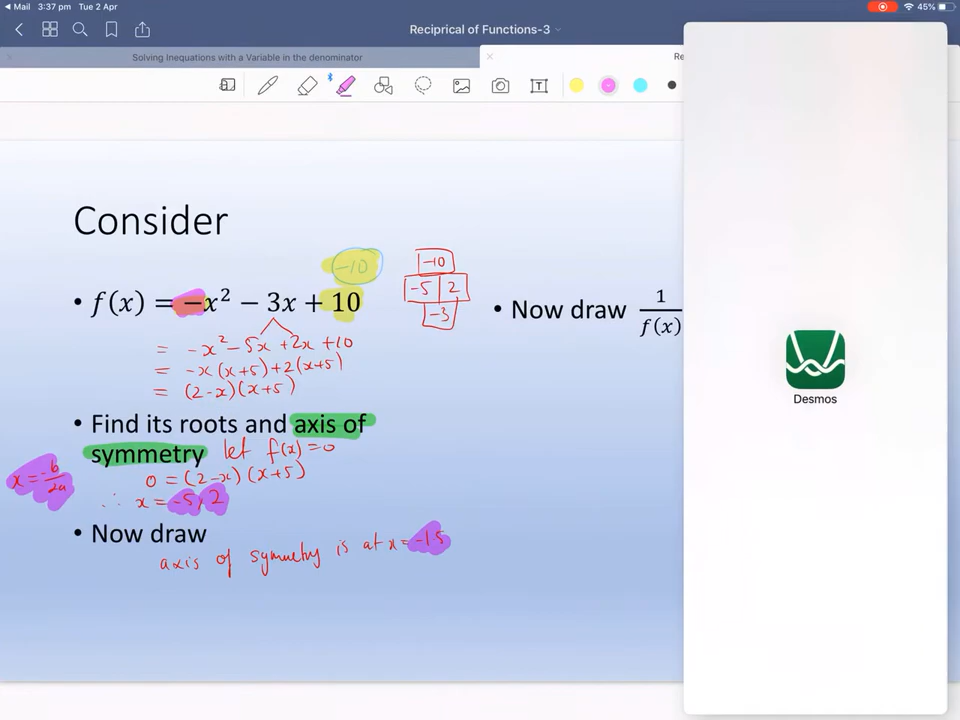 Mail 3:37 pm Tue 2 Apr
45%
Reciprical of Functions-3
Solving Inequations with a Variable in the denominator
Re
T
Consider
-10
• f(x) = −x² − 3x + 10
= -x² - 5x + 2x + 10
= -x(x+5) + 2(x+5)
= (2-x)(x+5)
-10
-5 2
-3
• Find its roots and axis of
symmetry let f(x) = 0
x = -b/2a
0 = (2-x)(x+5)
∴ x = -5, 2
• Now draw
axis of symmetry is at x = -1.5
• Now draw 1/f(x)
Desmos